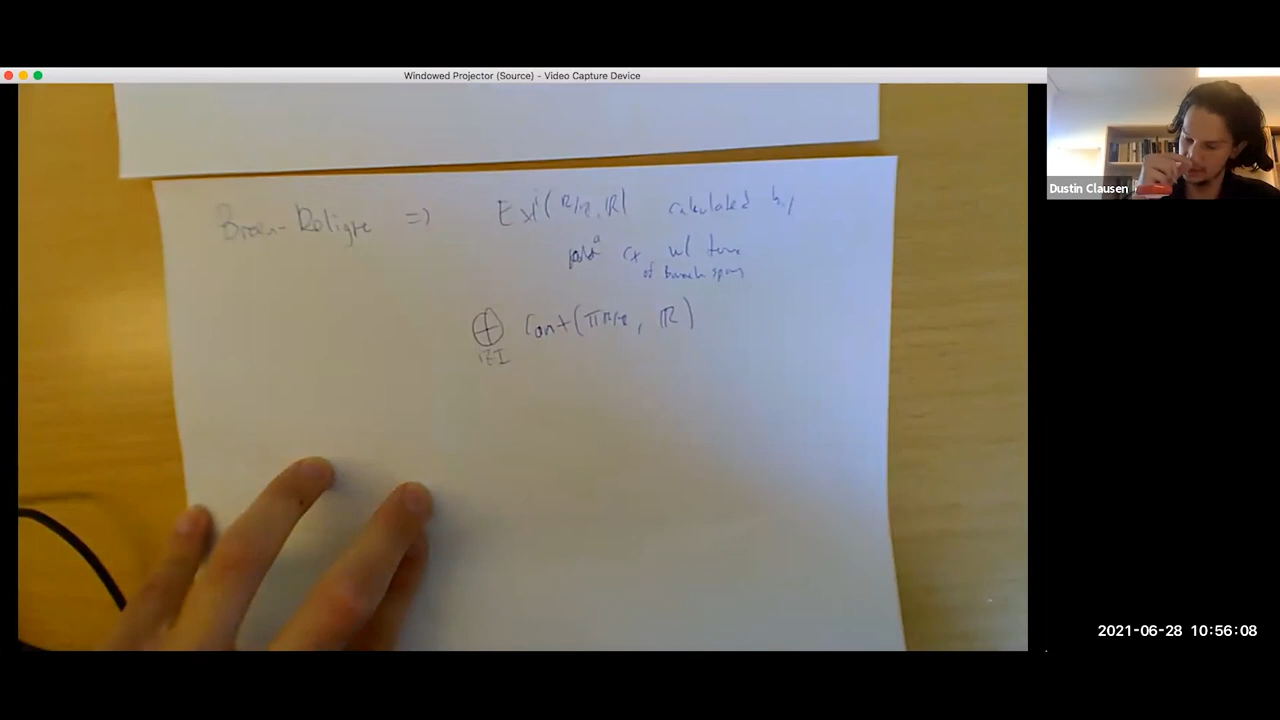 Windowed Projector (Source) - Video Capture Device
Dustin Clausen
Breen-Deligne => Ext^i(R/Z, R) calculated by
a cx w/ terms
of Banach spaces
⊕ Cont(ΠR/Z, R)
i∈I
2021-06-28 10:56:08